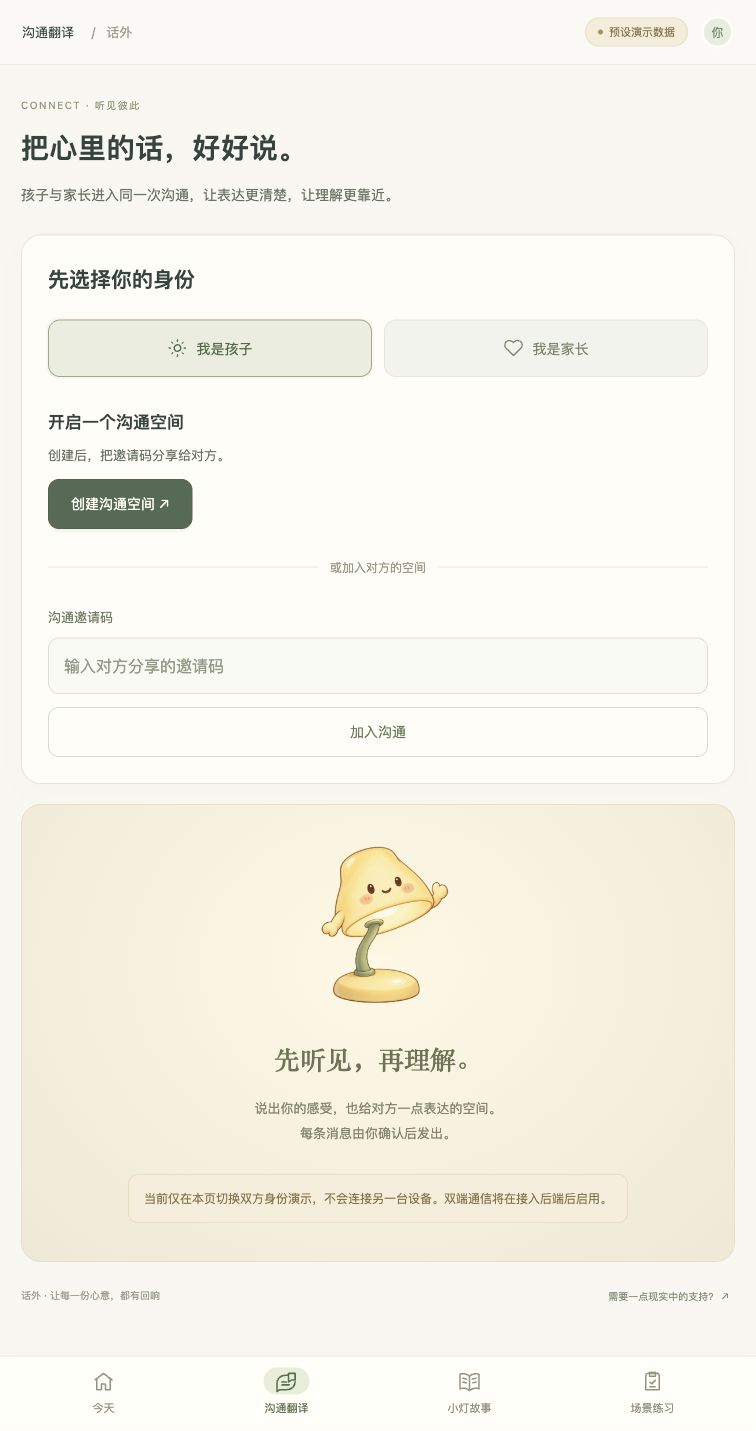 沟通翻译 / 话外
预设演示数据
你
CONNECT · 听见彼此
把心里的话，好好说。
孩子与家长进入同一次沟通，让表达更清楚，让理解更靠近。
先选择你的身份
我是孩子
我是家长
开启一个沟通空间
创建后，把邀请码分享给对方。
创建沟通空间 ↗
或加入对方的空间
沟通邀请码
输入对方分享的邀请码
加入沟通
先听见，再理解。
说出你的感受，也给对方一点表达的空间。
每条消息由你确认后发出。
当前仅在本页切换双方身份演示，不会连接另一台设备。双端通信将在接入后端后启用。
话外 · 让每一份心意，都有回响
需要一点现实中的支持？ ↗
今天
沟通翻译
小灯故事
场景练习